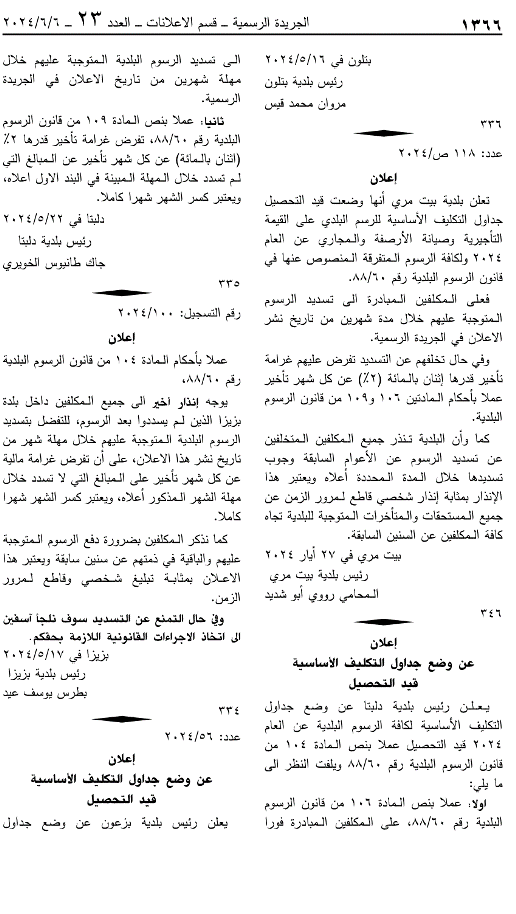 ١٣٦٦
الجريدة الرسمية ــ قسم الاعلانات ــ العدد ٢٣ ــ ٢٠٢٤/٦/٦
بتلون في ٢٠٢٤/٥/١٦
رئيس بلدية بتلون
مروان محمد قيس
٣٣٦
عدد: ١١٨ ص/٢٠٢٤
إعلان
تعلن بلدية بيت مري أنها وضعت قيد التحصيل
جداول التكليف الأساسية للرسم البلدي على القيمة
التأجيرية وصيانة الأرصفة والمجاري عن العام
٢٠٢٤ ولكافة الرسوم المتفرقة المنصوص عنها في
قانون الرسوم البلدية رقم ٨٨/٦٠.
فعلى المكلفين المبادرة الى تسديد الرسوم
المتوجبة عليهم خلال مدة شهرين من تاريخ نشر
الاعلان في الجريدة الرسمية.
وفي حال تخلفهم عن التسديد تفرض عليهم غرامة
تأخير قدرها إثنان بالمائة (٢٪) عن كل شهر تأخير
عملا بأحكام المادتين ١٠٦ و١٠٩ من قانون الرسوم
البلدية.
كما وأن البلدية تنذر جميع المكلفين المتخلفين
عن تسديد الرسوم عن الأعوام السابقة وجوب
تسديدها خلال المدة المحددة أعلاه ويعتبر هذا
الإنذار بمثابة إنذار شخصي قاطع لمرور الزمن عن
جميع المستحقات والمتأخرات المتوجبة للبلدية تجاه
كافة المكلفين عن السنين السابقة.
بيت مري في ٢٧ أيار ٢٠٢٤
رئيس بلدية بيت مري
المحامي رووي أبو شديد
٣٤٦
إعلان
عن وضع جداول التكليف الأساسية
قيد التحصيل
يعلن رئيس بلدية دلبتا عن وضع جداول
التكليف الأساسية لكافة الرسوم البلدية عن العام
٢٠٢٤ قيد التحصيل عملا بنص المادة ١٠٤ من
قانون الرسوم البلدية رقم ٨٨/٦٠ ويلفت النظر الى
ما يلي:
اولا: عملا بنص المادة ١٠٦ من قانون الرسوم
البلدية رقم ٨٨/٦٠، على المكلفين المبادرة فورا
الى تسديد الرسوم البلدية المتوجبة عليهم خلال
مهلة شهرين من تاريخ الاعلان في الجريدة
الرسمية.
ثانيا: عملا بنص المادة ١٠٩ من قانون الرسوم
البلدية رقم ٨٨/٦٠، تفرض غرامة تأخير قدرها ٢٪
(اثنان بالمائة) عن كل شهر تأخير عن المبالغ التي
لم تسدد خلال المهلة المبينة في البند الاول اعلاه،
ويعتبر كسر الشهر شهرا كاملا.
دلبتا في ٢٠٢٤/٥/٢٢
رئيس بلدية دلبتا
جاك طانيوس الخويري
٣٣٥
رقم التسجيل: ٢٠٢٤/١٠٠
إعلان
عملا بأحكام المادة ١٠٤ من قانون الرسوم البلدية
رقم ٨٨/٦٠،
يوجه إنذار اخير الى جميع المكلفين داخل بلدة
بزيزا الذين لم يسددوا بعد الرسوم، للتفضل بتسديد
الرسوم البلدية المتوجبة عليهم خلال مهلة شهر من
تاريخ نشر هذا الاعلان، على أن تفرض غرامة مالية
عن كل شهر تأخير على المبالغ التي لا تسدد خلال
مهلة الشهر المذكور أعلاه، ويعتبر كسر الشهر شهرا
كاملا.
كما نذكر المكلفين بضرورة دفع الرسوم المتوجبة
عليهم والباقية في ذمتهم عن سنين سابقة ويعتبر هذا
الاعلان بمثابة تبليغ شخصي وقاطع لمرور
الزمن.
وفي حال التمنع عن التسديد سوف نلجأ آسفين
الى اتخاذ الاجراءات القانونية اللازمة بحقكم.
بزيزا في ٢٠٢٤/٥/١٧
رئيس بلدية بزيزا
بطرس يوسف عيد
٣٣٤
عدد: ٢٠٢٤/٥٦
إعلان
عن وضع جداول التكليف الأساسية
قيد التحصيل
يعلن رئيس بلدية بزعون عن وضع جداول